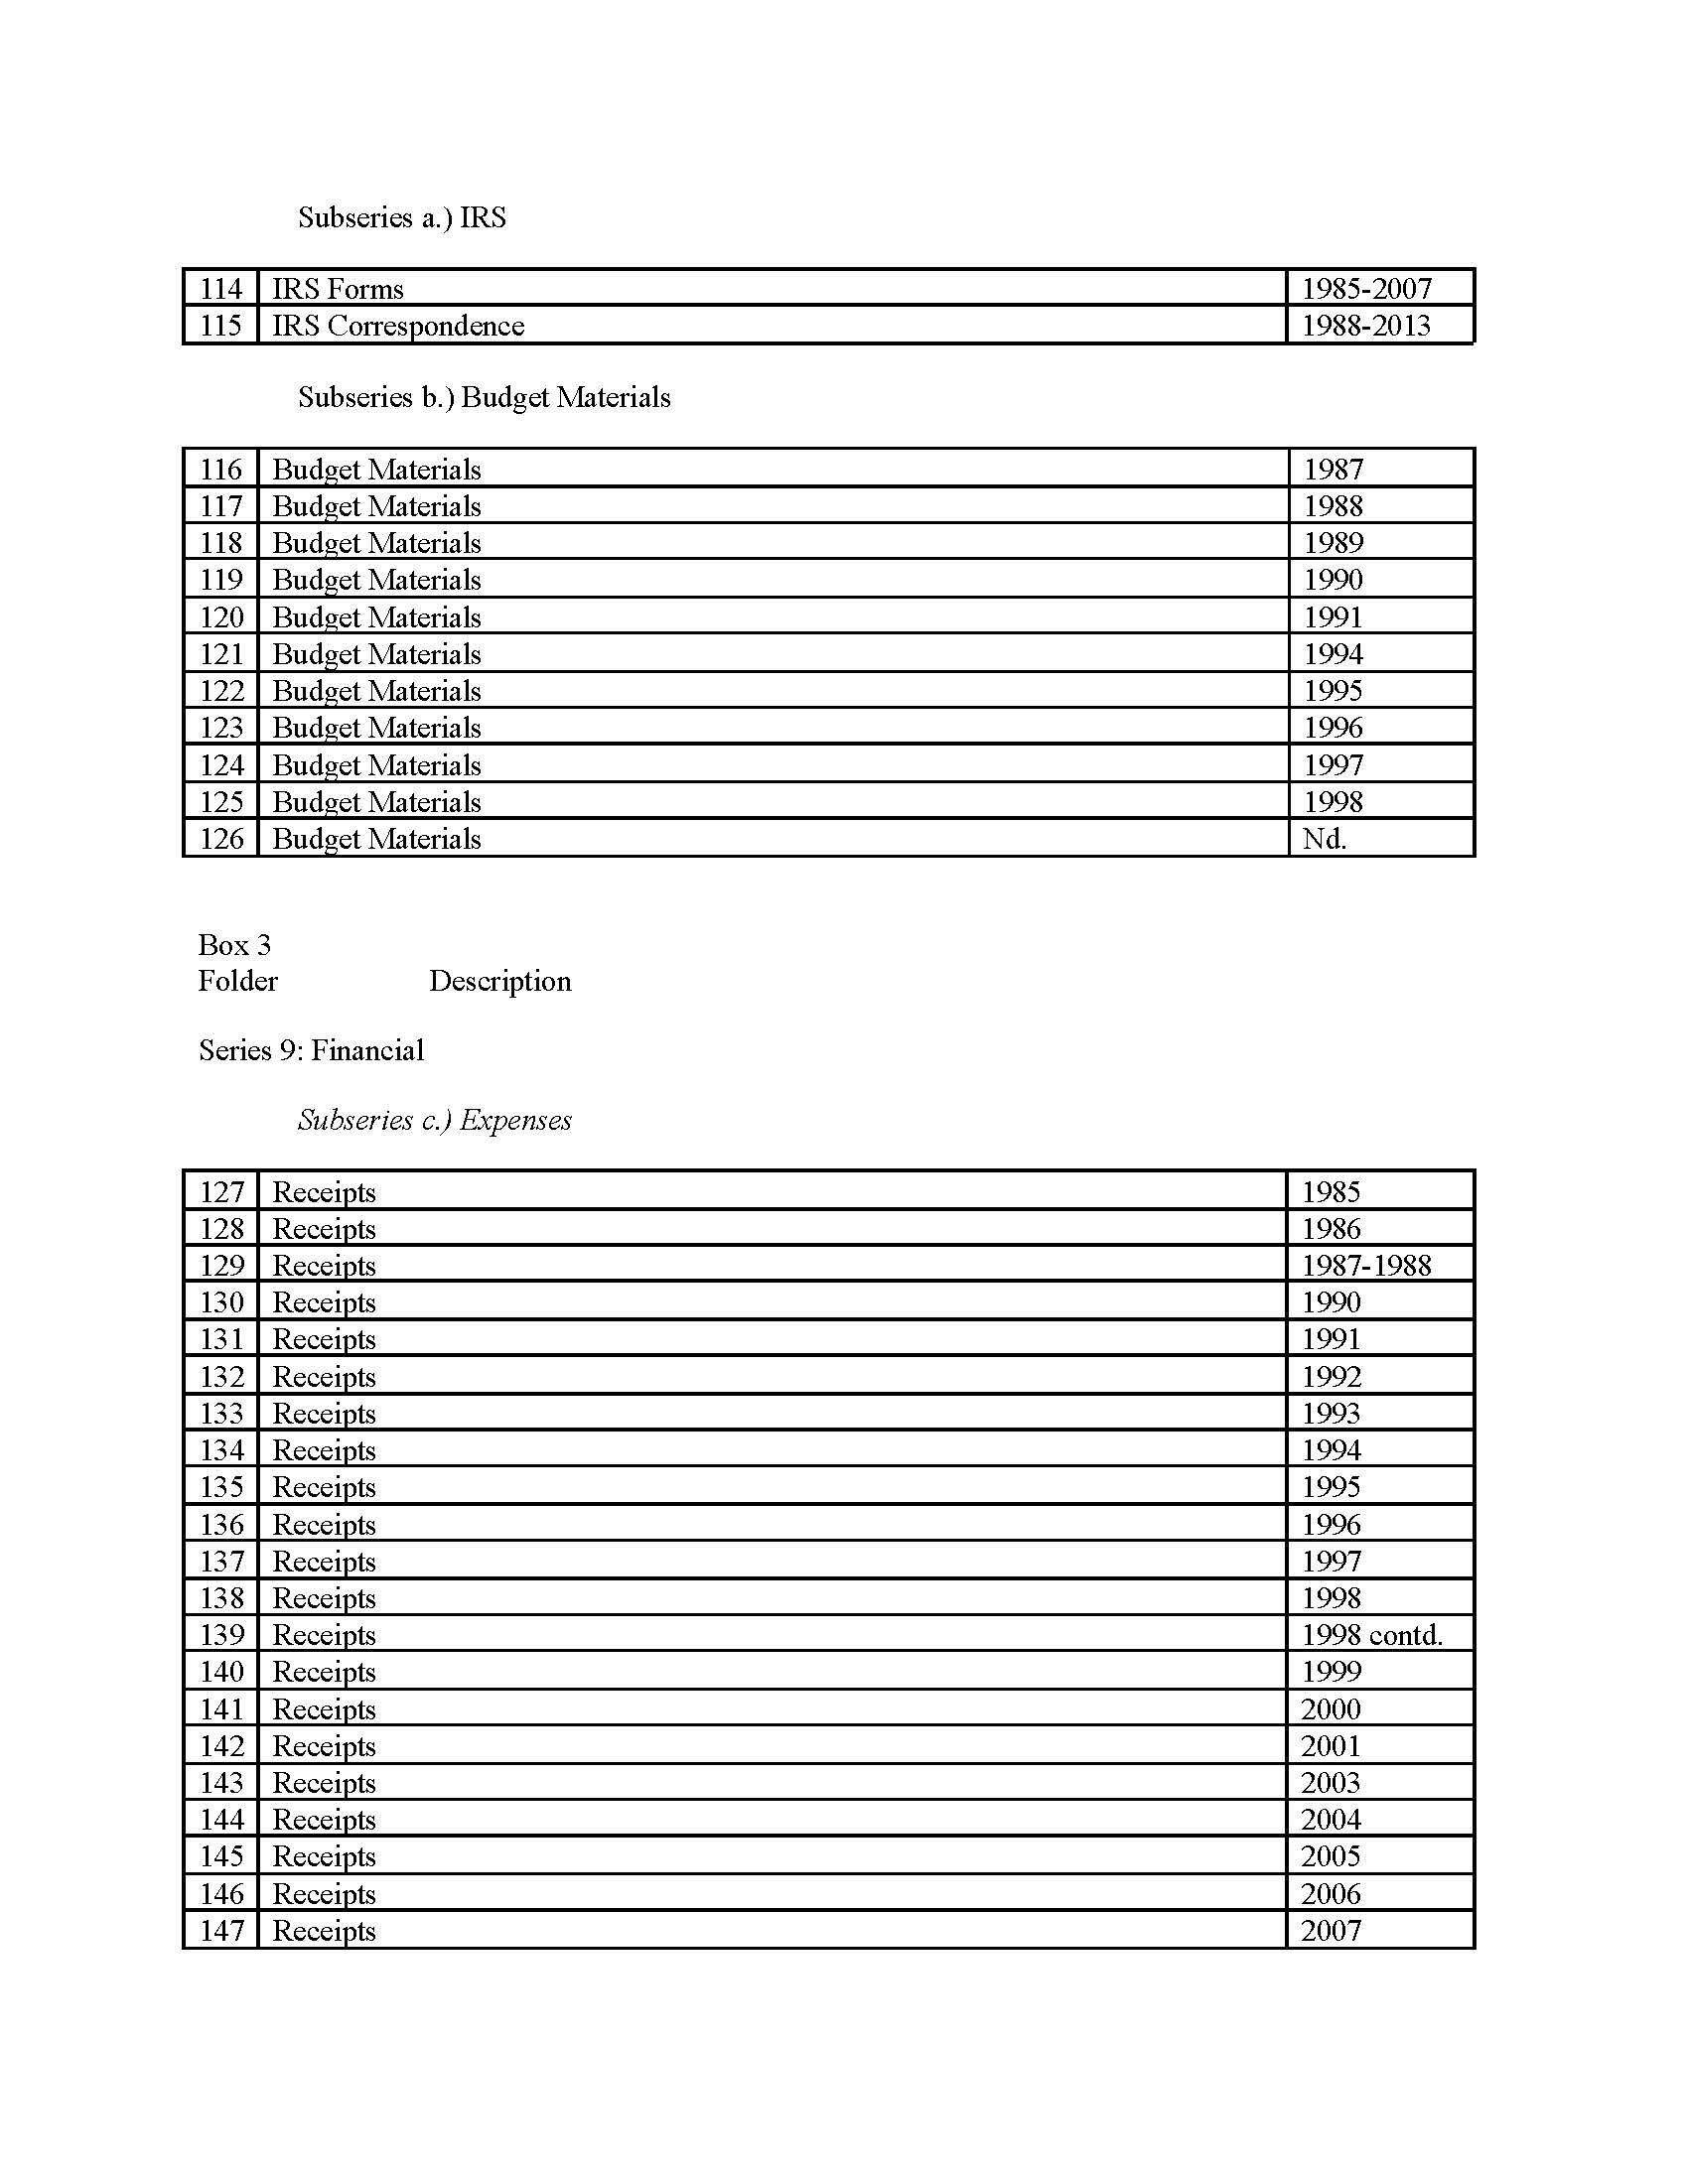 Subseries a.) IRS
114 IRS Forms 1985-2007
115 IRS Correspondence 1988-2013
Subseries b.) Budget Materials
116 Budget Materials 1987
117 Budget Materials 1988
118 Budget Materials 1989
119 Budget Materials 1990
120 Budget Materials 1991
121 Budget Materials 1994
122 Budget Materials 1995
123 Budget Materials 1996
124 Budget Materials 1997
125 Budget Materials 1998
126 Budget Materials Nd.
Box 3
Folder Description
Series 9: Financial
Subseries c.) Expenses
127 Receipts 1985
128 Receipts 1986
129 Receipts 1987-1988
130 Receipts 1990
131 Receipts 1991
132 Receipts 1992
133 Receipts 1993
134 Receipts 1994
135 Receipts 1995
136 Receipts 1996
137 Receipts 1997
138 Receipts 1998
139 Receipts 1998 contd.
140 Receipts 1999
141 Receipts 2000
142 Receipts 2001
143 Receipts 2003
144 Receipts 2004
145 Receipts 2005
146 Receipts 2006
147 Receipts 2007